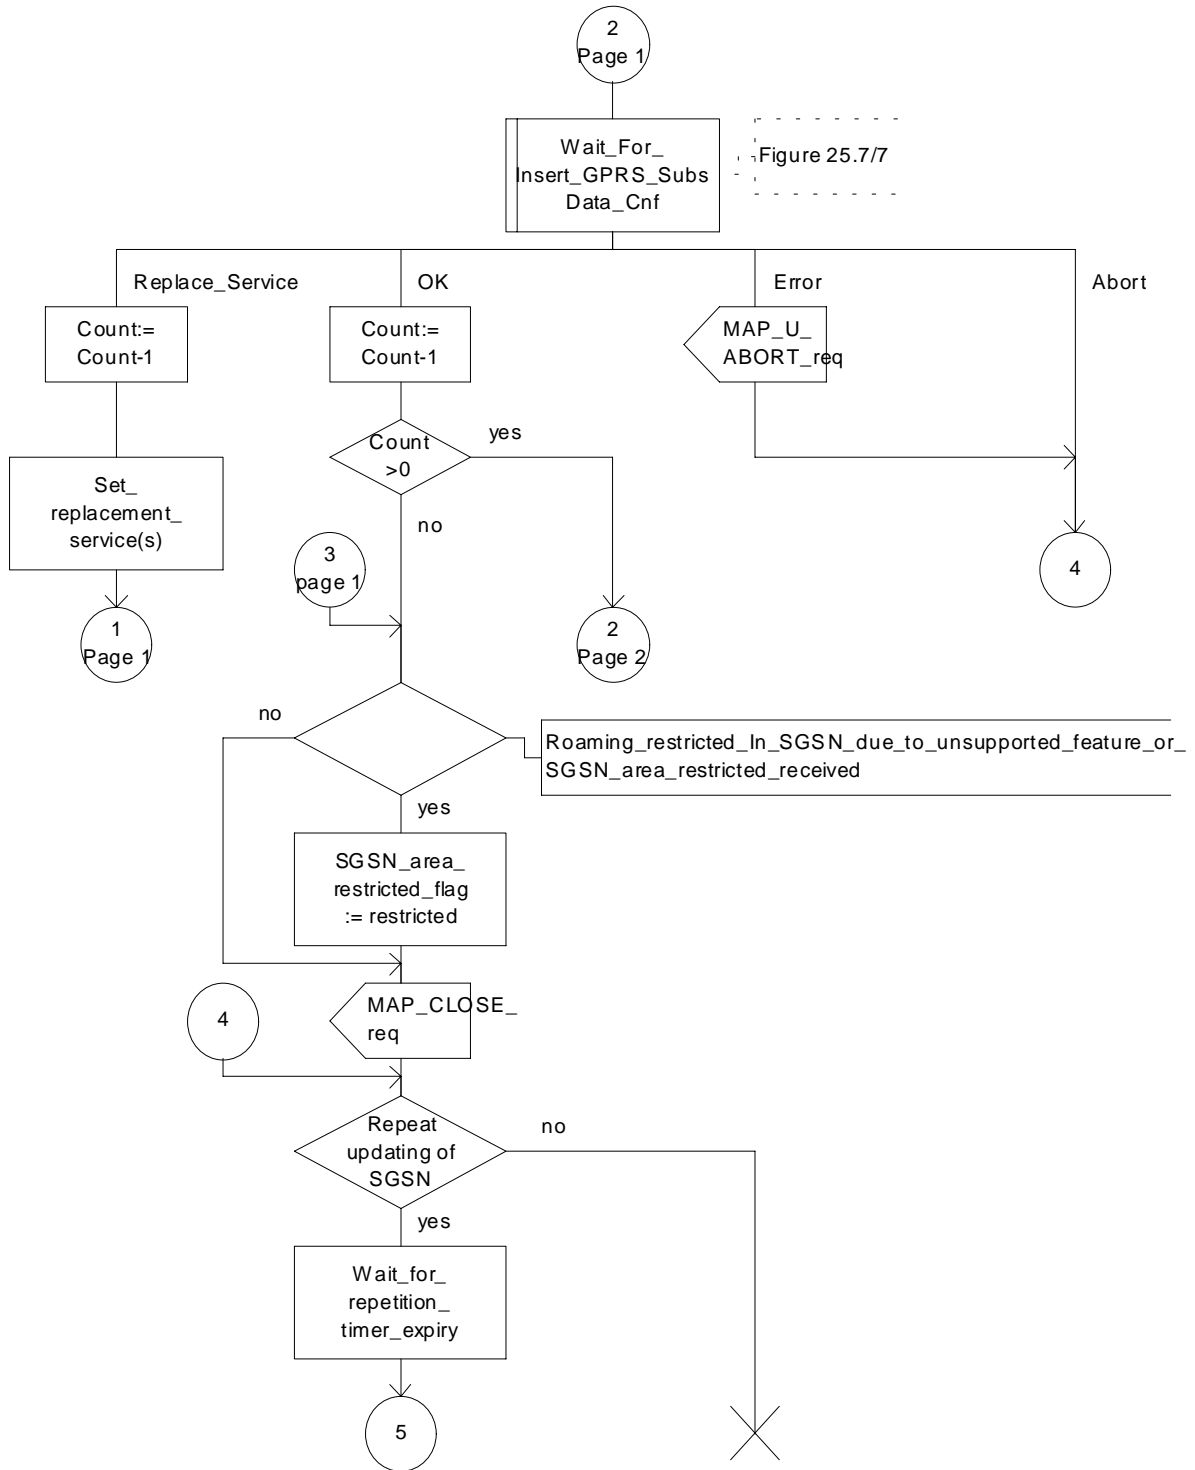 2
Page 1
Wait_For_
Insert_GPRS_Subs
Data_Cnf
Figure 25.7/7
Replace_Service
OK
Error
Abort
Count:=
Count-1
Count:=
Count-1
MAP_U_
ABORT_req
Count
>0
yes
no
Set_
replacement_
service(s)
3
page 1
4
1
Page 1
2
Page 2
no
Roaming_restricted_In_SGSN_due_to_unsupported_feature_or_
SGSN_area_restricted_received
yes
SGSN_area_
restricted_flag
:= restricted
4
MAP_CLOSE_
req
Repeat
updating of
SGSN
no
yes
Wait_for_
repetition_
timer_expiry
5